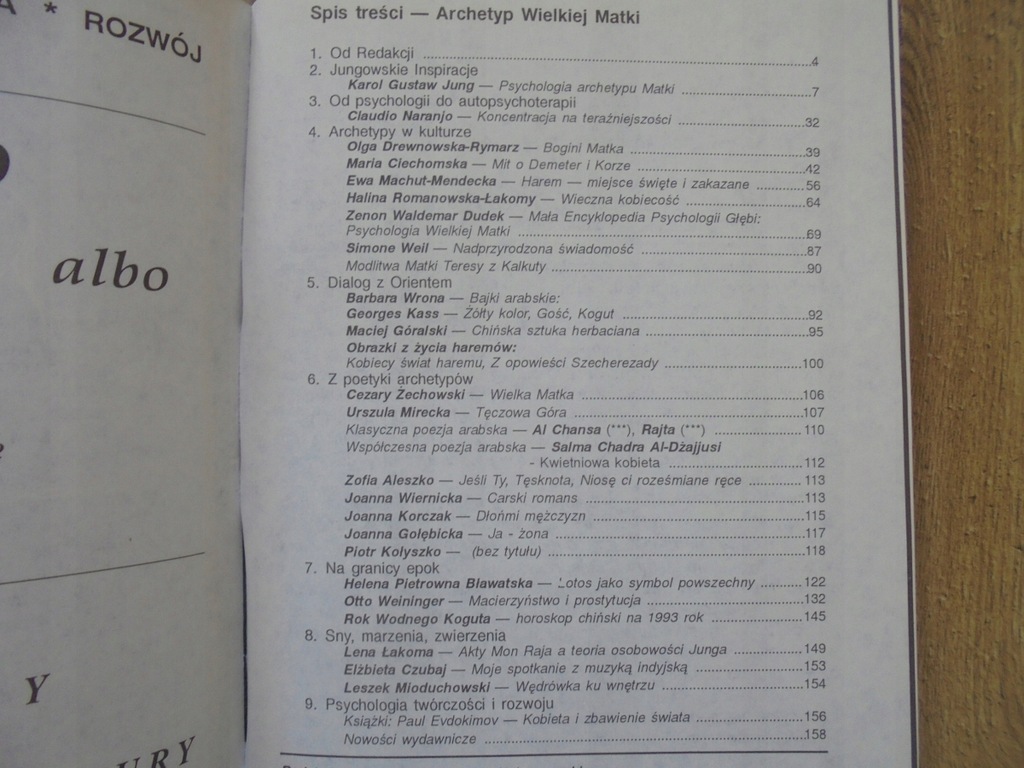 * ROZWÓJ
albo
Y
URY
Spis treści — Archetyp Wielkiej Matki
1. Od Redakcji ........ 4
2. Jungowskie Inspiracje
Karol Gustaw Jung — Psychologia archetypu Matki ........ 7
3. Od psychologii do autopsychoterapii
Claudio Naranjo — Koncentracja na teraźniejszości ........ 32
4. Archetypy w kulturze
Olga Drewnowska-Rymarz — Bogini Matka ........ 39
Maria Ciechomska — Mit o Demeter i Korze ........ 42
Ewa Machut-Mendecka — Harem — miejsce święte i zakazane ........ 56
Halina Romanowska-Łakomy — Wieczna kobiecość ........ 64
Zenon Waldemar Dudek — Mała Encyklopedia Psychologii Głębi:
Psychologia Wielkiej Matki ........ 69
Simone Weil — Nadprzyrodzona świadomość ........ 87
Modlitwa Matki Teresy z Kalkuty ........ 90
5. Dialog z Orientem
Barbara Wrona — Bajki arabskie:
Georges Kass — Żółty kolor, Gość, Kogut ........ 92
Maciej Góralski — Chińska sztuka herbaciana ........ 95
Obrazki z życia haremów:
Kobiecy świat haremu, Z opowieści Szecherezady ........ 100
6. Z poetyki archetypów
Cezary Żechowski — Wielka Matka ........ 106
Urszula Mirecka — Tęczowa Góra ........ 107
Klasyczna poezja arabska — Al Chansa (***), Rajta (***) ........ 110
Współczesna poezja arabska — Salma Chadra Al-Dżajjusi
- Kwietniowa kobieta ........ 112
Zofia Aleszko — Jeśli Ty, Tęsknota, Niosę ci roześmiane ręce ........ 113
Joanna Wiernicka — Carski romans ........ 113
Joanna Korczak — Dłońmi mężczyzn ........ 115
Joanna Gołębicka — Ja - żona ........ 117
Piotr Kołyszko — (bez tytułu) ........ 118
7. Na granicy epok
Helena Pietrowna Bławatska — Lotos jako symbol powszechny ........ 122
Otto Weininger — Macierzyństwo i prostytucja ........ 132
Rok Wodnego Koguta — horoskop chiński na 1993 rok ........ 145
8. Sny, marzenia, zwierzenia
Lena Łakoma — Akty Mon Raja a teoria osobowości Junga ........ 149
Elżbieta Czubaj — Moje spotkanie z muzyką indyjską ........ 153
Leszek Mioduchowski — Wędrówka ku wnętrzu ........ 154
9. Psychologia twórczości i rozwoju
Książki: Paul Evdokimov — Kobieta i zbawienie świata ........ 156
Nowości wydawnicze ........ 158